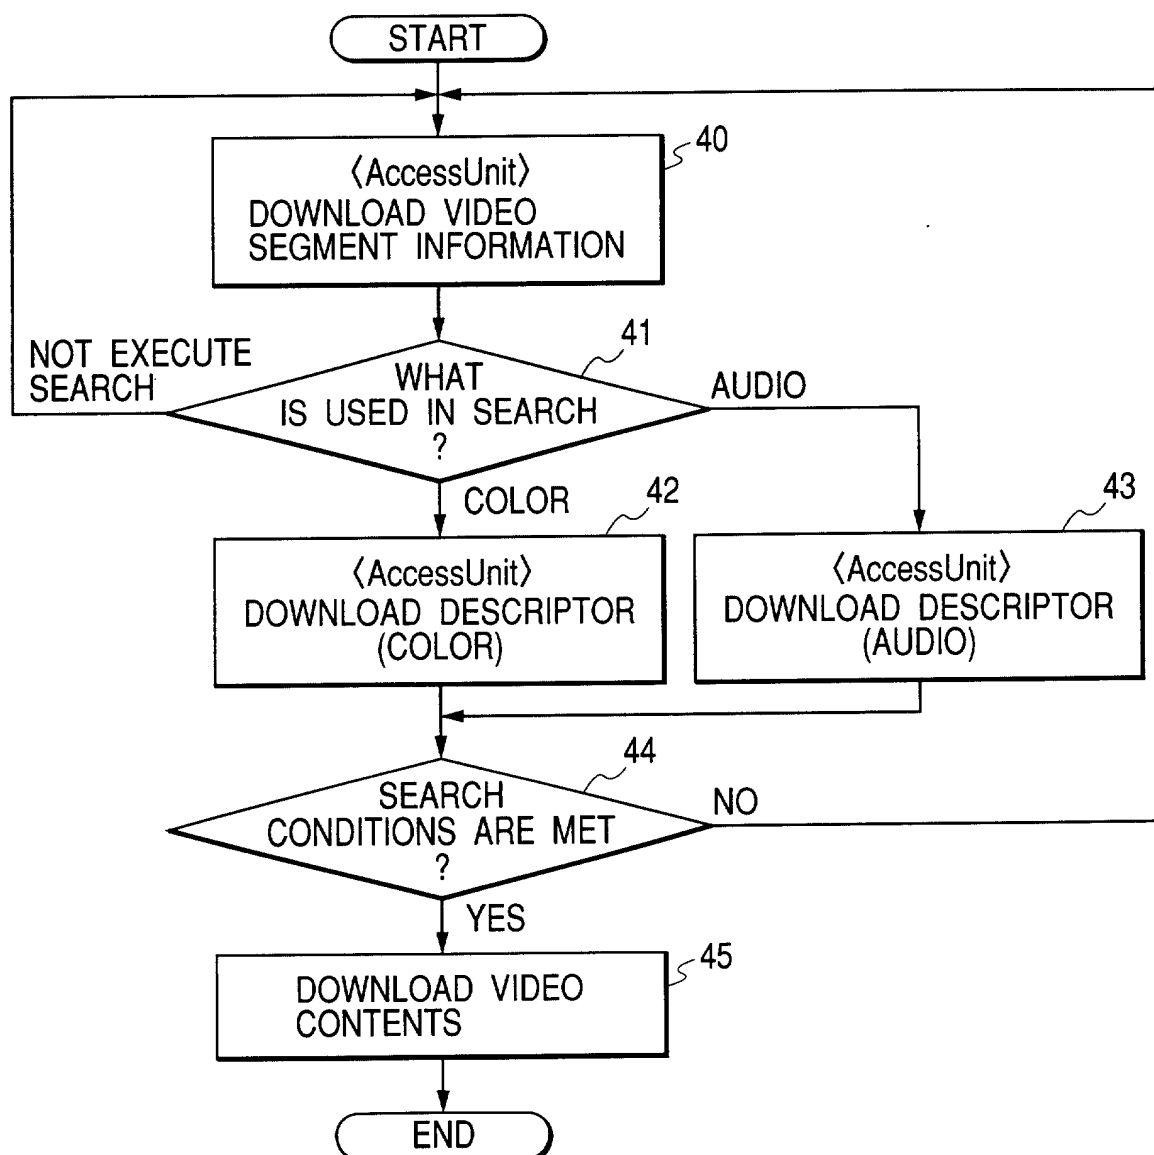 START
40
〈AccessUnit〉
DOWNLOAD VIDEO
SEGMENT INFORMATION
41
NOT EXECUTE
SEARCH
WHAT
IS USED IN SEARCH
?
AUDIO
COLOR
42
43
〈AccessUnit〉
DOWNLOAD DESCRIPTOR
(COLOR)
〈AccessUnit〉
DOWNLOAD DESCRIPTOR
(AUDIO)
44
SEARCH
CONDITIONS ARE MET
?
NO
YES
45
DOWNLOAD VIDEO
CONTENTS
END